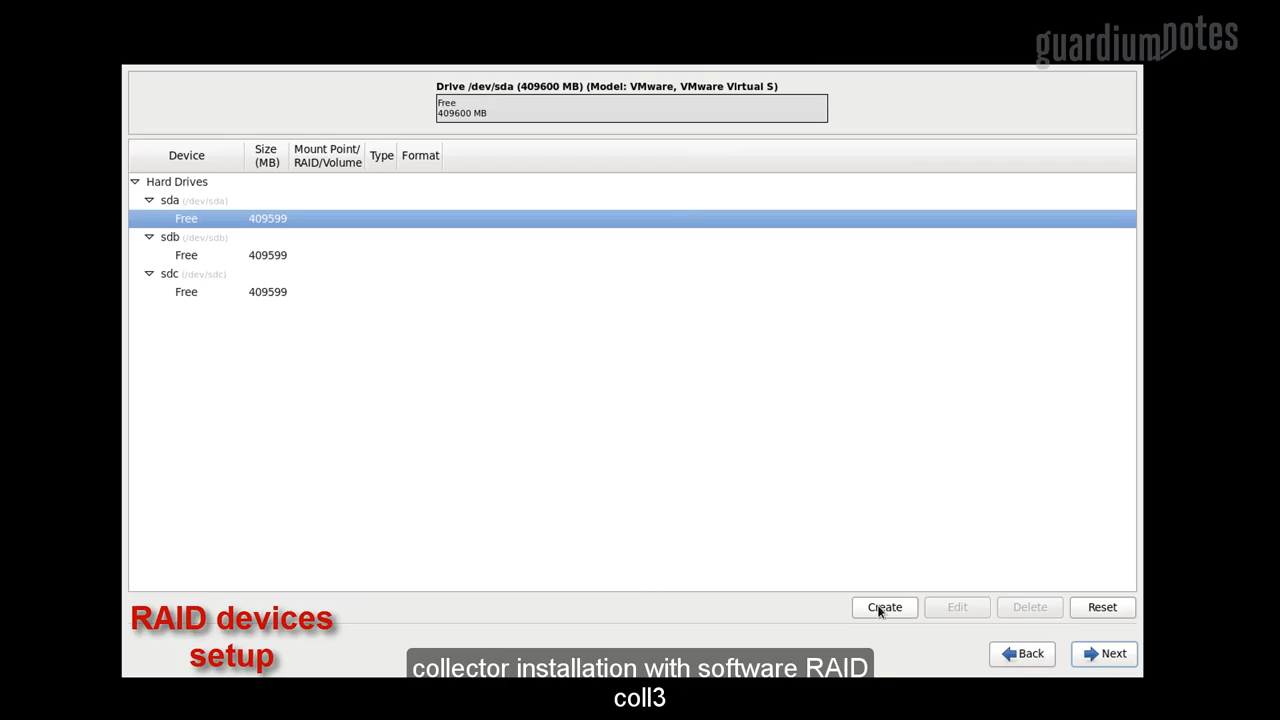 guardiumnotes
Drive /dev/sda (409600 MB) (Model: VMware, VMware Virtual S)
Free
409600 MB
Device Size (MB) Mount Point/ RAID/Volume Type Format
Hard Drives
sda (/dev/sda)
Free 409599
sdb (/dev/sdb)
Free 409599
sdc (/dev/sdc)
Free 409599
Create Edit Delete Reset
RAID devices
setup
Back Next
collector installation with software RAID
coll3